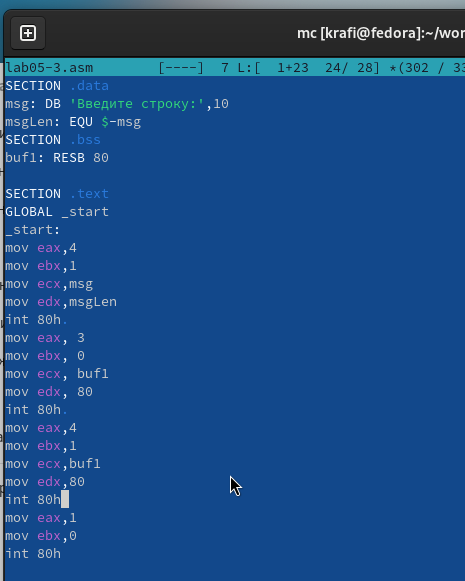 mc [krafi@fedora]:~/wor
lab05-3.asm [----] 7 L:[ 1+23 24/ 28] *(302 / 33
SECTION .data
msg: DB 'Введите строку:',10
msgLen: EQU $-msg
SECTION .bss
buf1: RESB 80
SECTION .text
GLOBAL _start
_start:
mov eax,4
mov ebx,1
mov ecx,msg
mov edx,msgLen
int 80h.
mov eax, 3
mov ebx, 0
mov ecx, buf1
mov edx, 80
int 80h.
mov eax,4
mov ebx,1
mov ecx,buf1
mov edx,80
int 80h
mov eax,1
mov ebx,0
int 80h